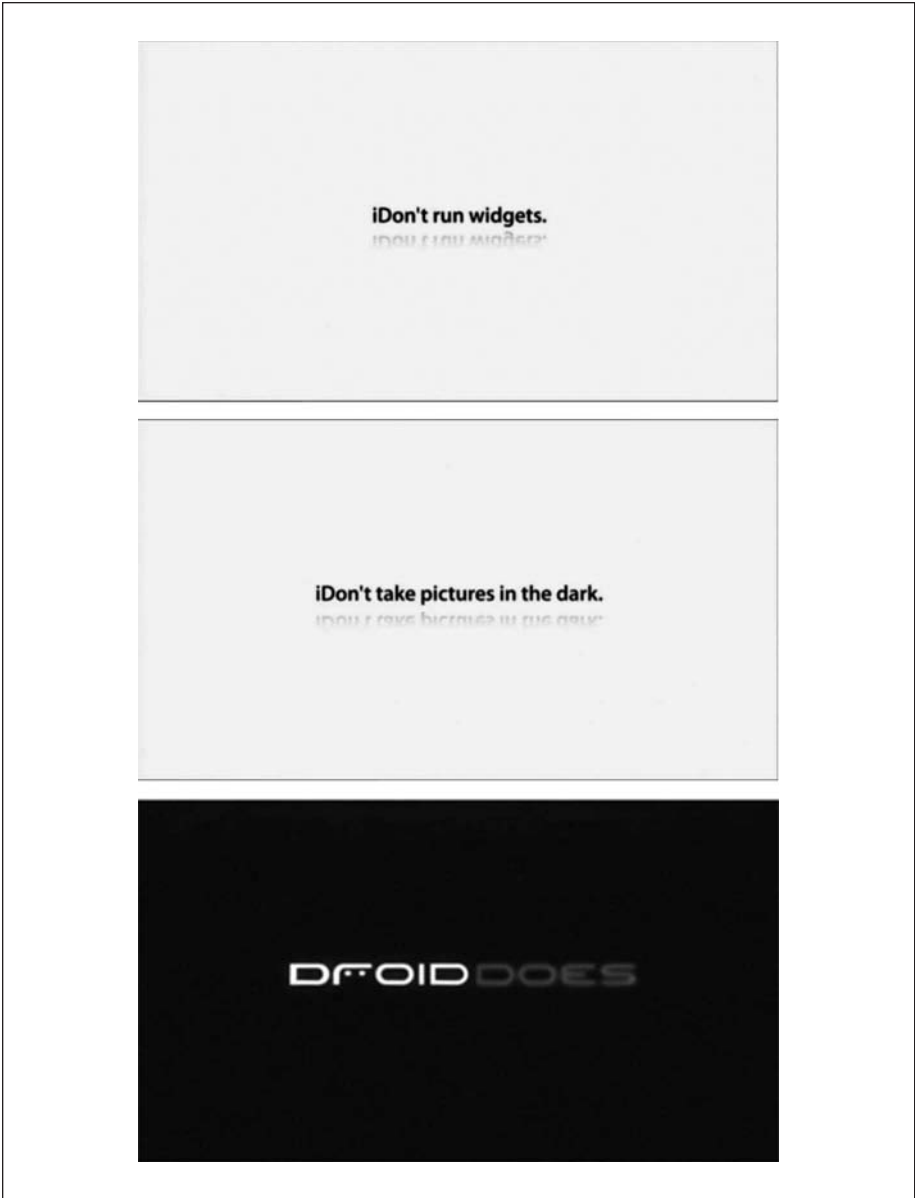 iDon't run widgets.
iDon't take pictures in the dark.
DROID DOES